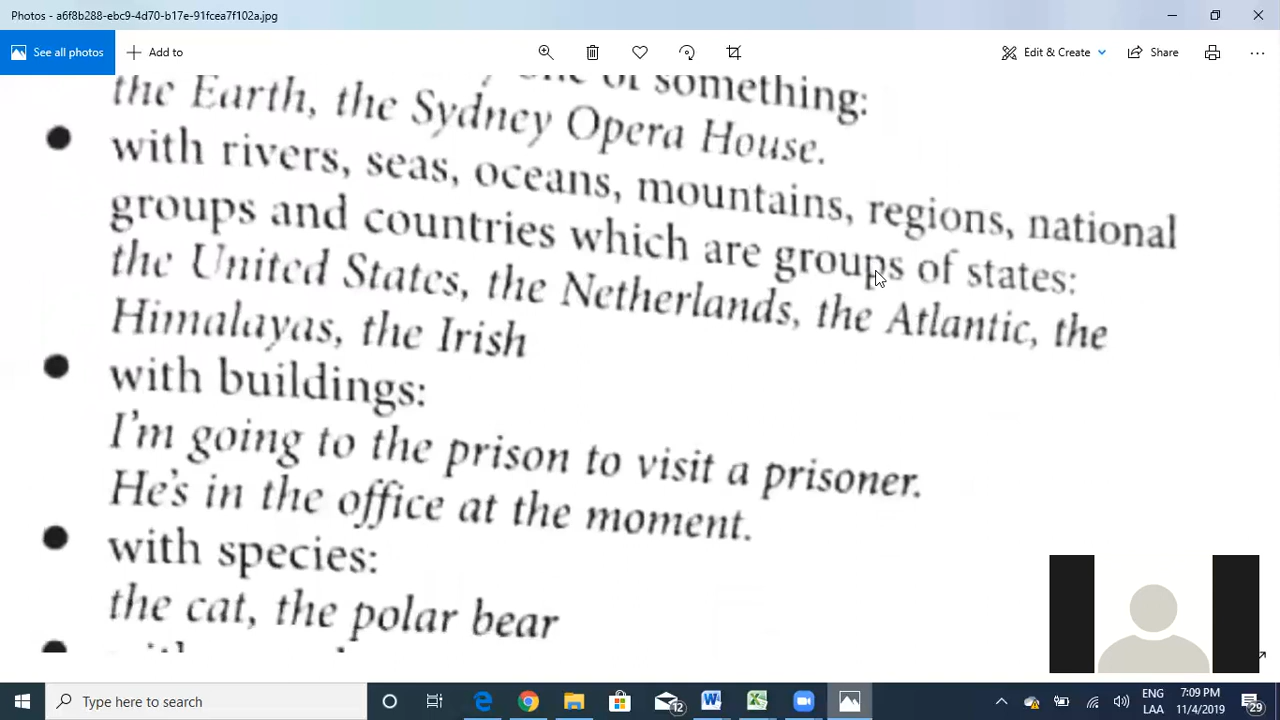 Photos - a6f8b288-ebc9-4d70-b17e-91fcea7f102a.jpg
See all photos
Add to
Edit & Create
Share
one of something:
the Earth, the Sydney Opera House.
with rivers, seas, oceans, mountains, regions, national
groups and countries which are groups of states:
the United States, the Netherlands, the Atlantic, the
Himalayas, the Irish
with buildings:
I'm going to the prison to visit a prisoner.
He's in the office at the moment.
with species:
the cat, the polar bear
Type here to search
12
ENG
7:09 PM
LAA
11/4/2019
29